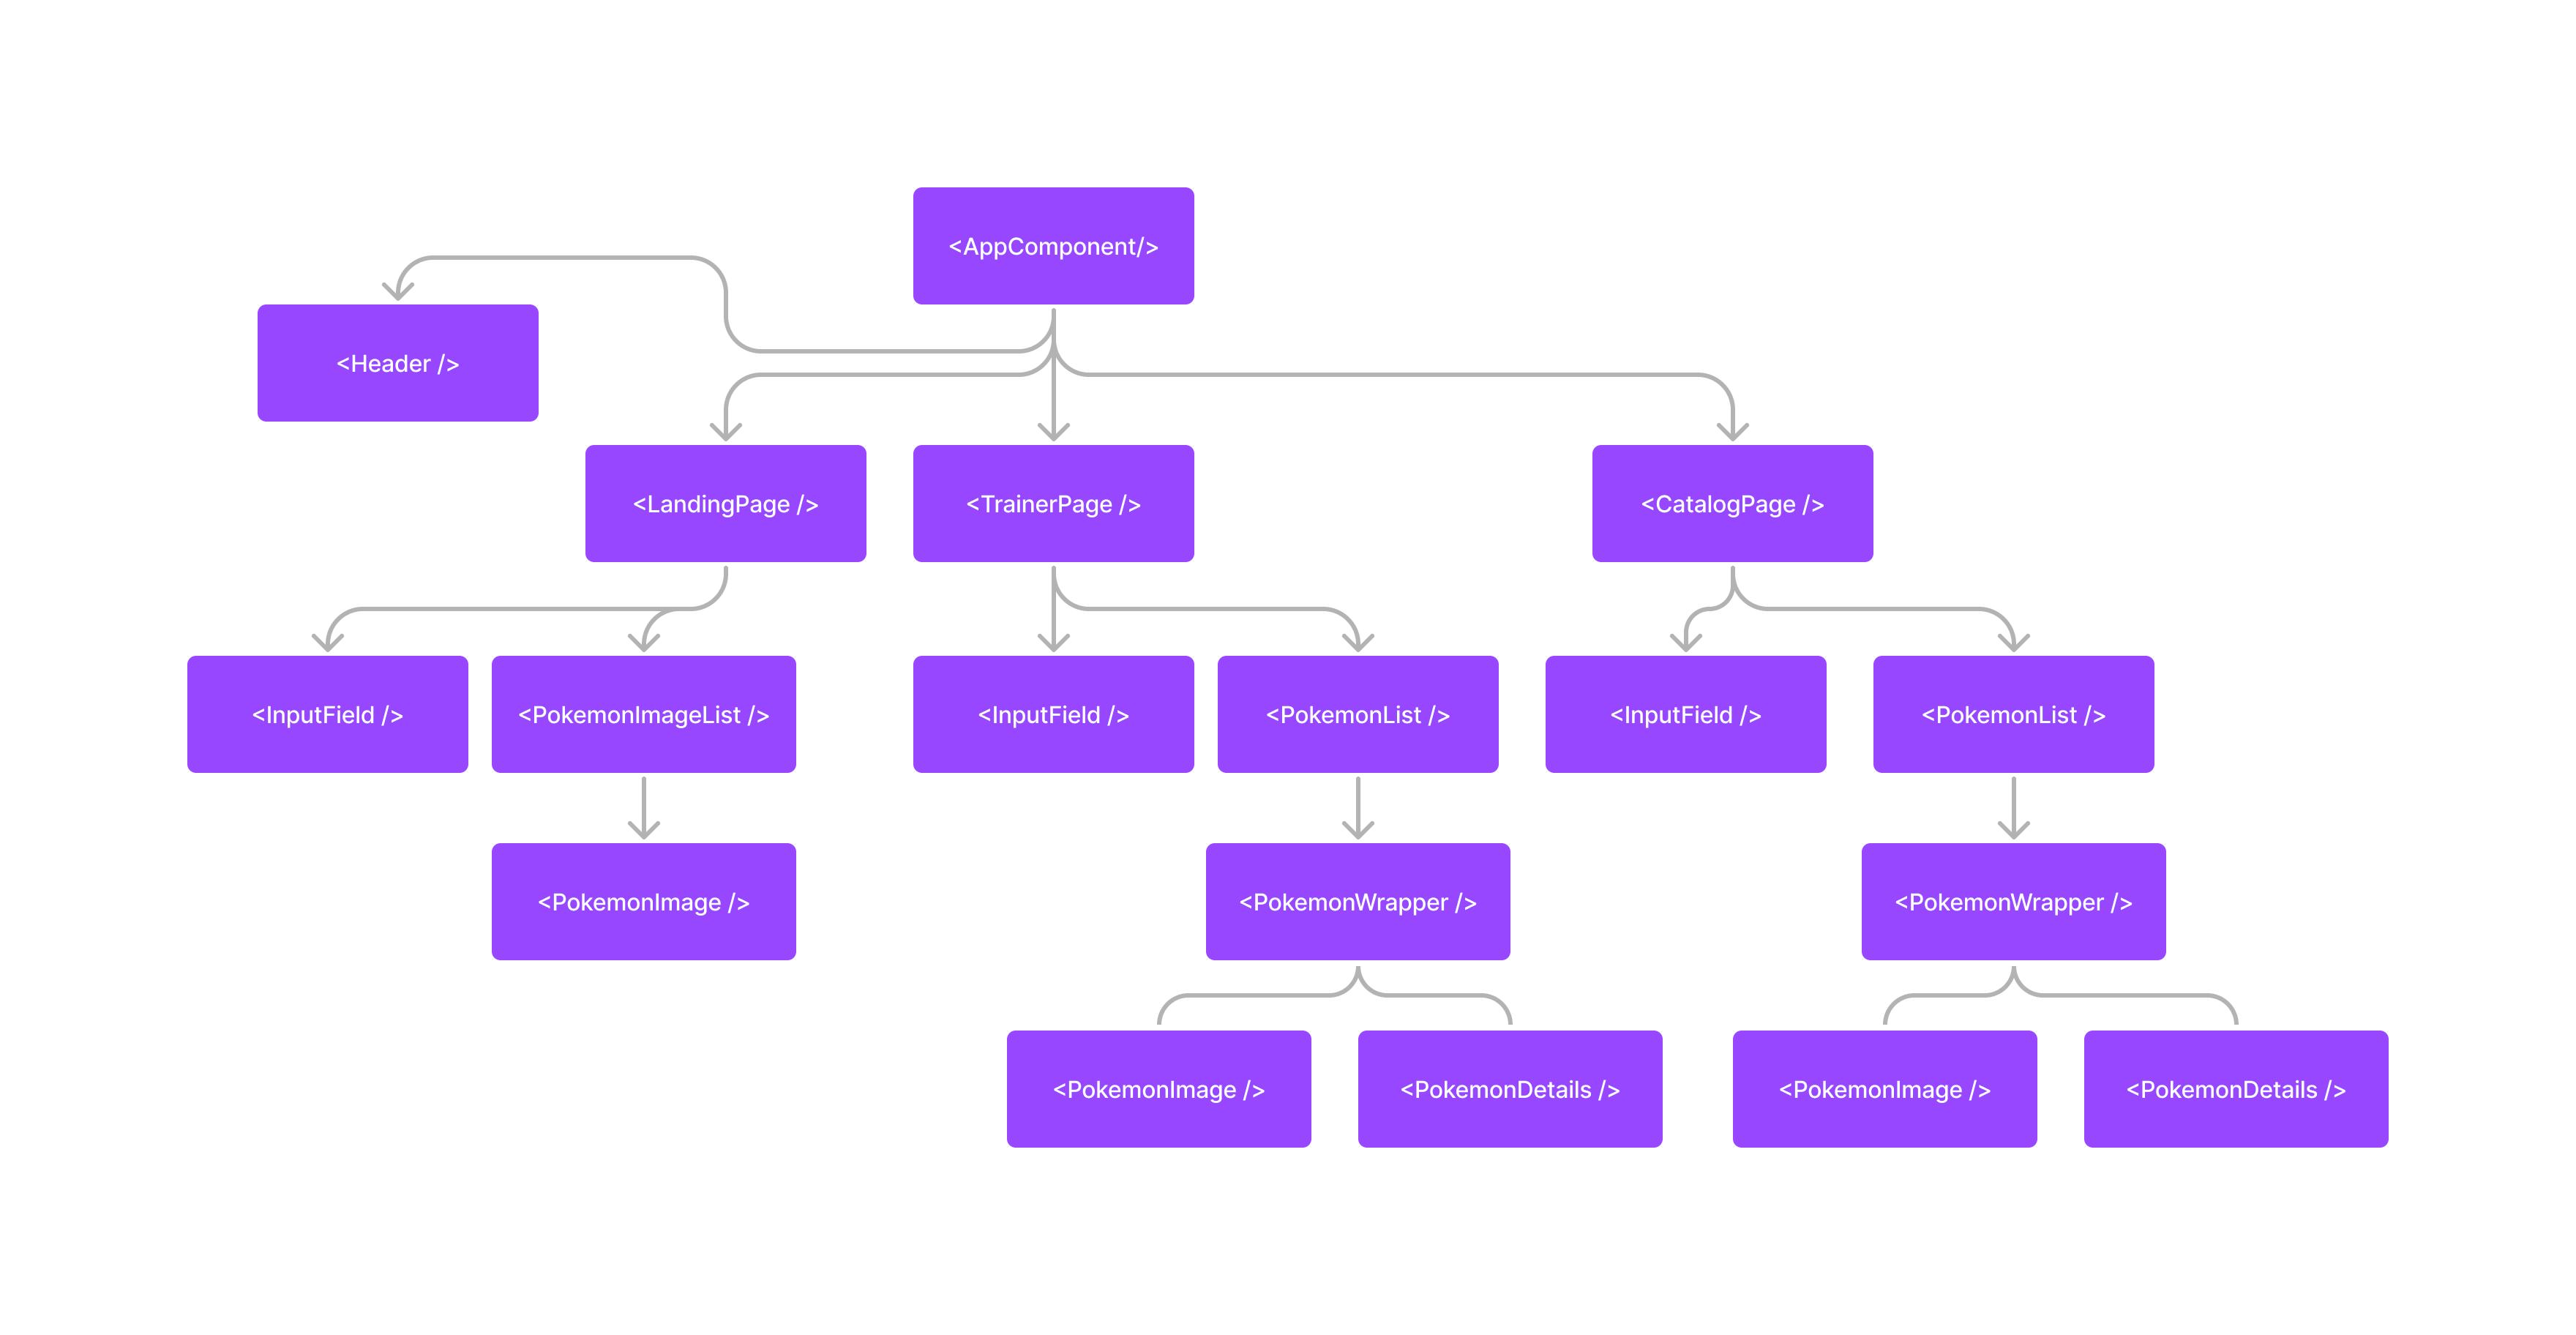 <AppComponent/>
<Header />
<LandingPage />
<TrainerPage />
<CatalogPage />
<InputField />
<PokemonImageList />
<InputField />
<PokemonList />
<InputField />
<PokemonList />
<PokemonImage />
<PokemonWrapper />
<PokemonWrapper />
<PokemonImage />
<PokemonDetails />
<PokemonImage />
<PokemonDetails />